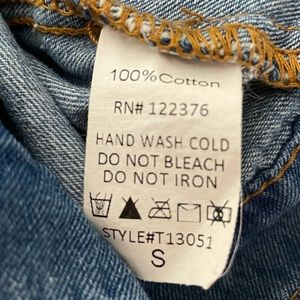 100%Cotton
RN# 122376
HAND WASH COLD
DO NOT BLEACH
DO NOT IRON
STYLE#T13051
S